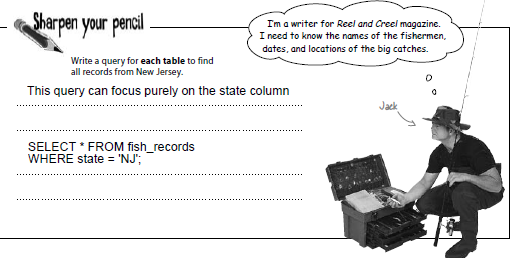 Sharpen your pencil
I'm a writer for Reel and Creel magazine.
I need to know the names of the fishermen,
dates, and locations of the big catches.
Write a query for each table to find
all records from New Jersey.
This query can focus purely on the state column
SELECT * FROM fish_records
WHERE state = 'NJ';
Jack